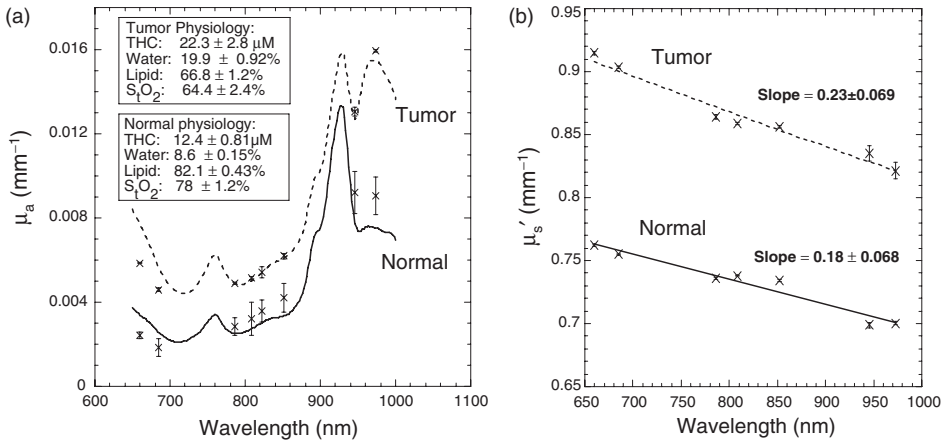 (a)
Tumor Physiology:
THC: 22.3 ± 2.8 μM
Water: 19.9 ± 0.92%
Lipid: 66.8 ± 1.2%
StO2: 64.4 ± 2.4%
Normal physiology:
THC: 12.4 ± 0.81μM
Water: 8.6 ± 0.15%
Lipid: 82.1 ± 0.43%
StO2: 78 ± 1.2%
Tumor
Normal
μa (mm−1)
0.016
0.012
0.008
0.004
0
600 700 800 900 1000 1100
Wavelength (nm)
(b)
Tumor
Slope = 0.23±0.069
Normal
Slope = 0.18 ± 0.068
μs′ (mm−1)
0.95
0.9
0.85
0.8
0.75
0.7
0.65
650 700 750 800 850 900 950 1000
Wavelength (nm)